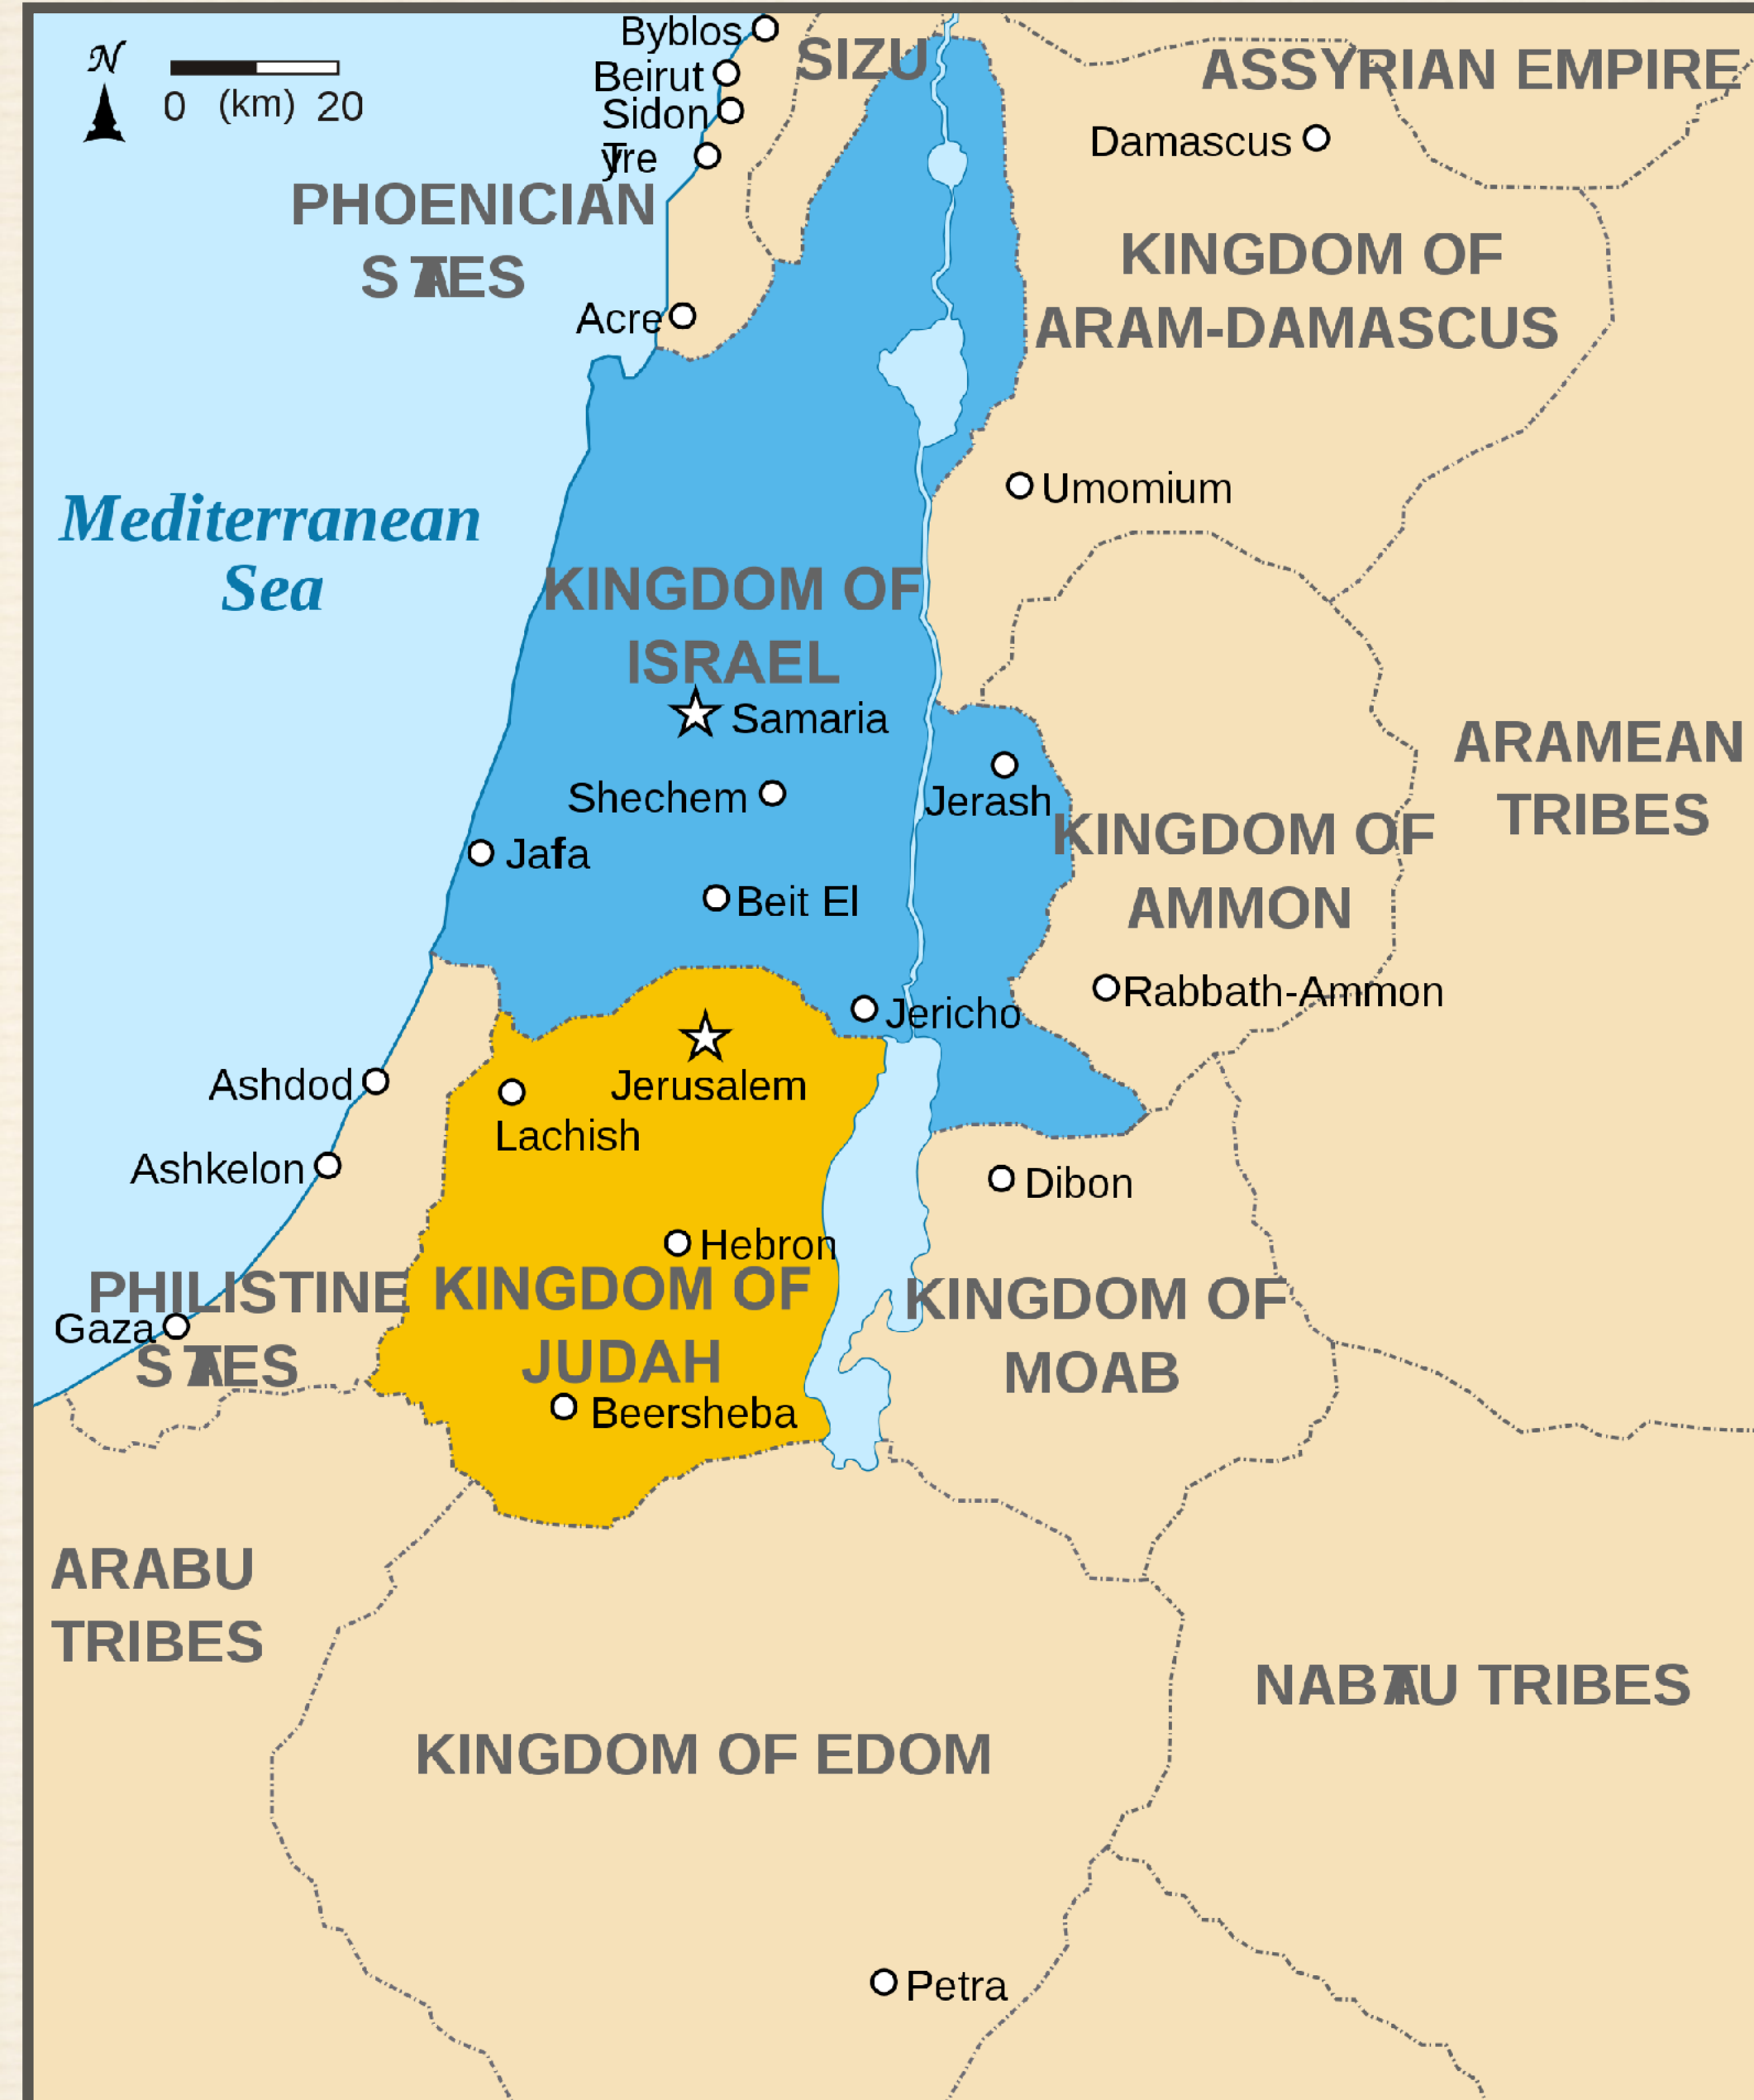 N
0 (km) 20
Byblos
Beirut
Sidon
Tyre
SIZU
ASSYRIAN EMPIRE
Damascus
PHOENICIAN
STATES
KINGDOM OF
ARAM-DAMASCUS
Acre
Umomium
Mediterranean
Sea
KINGDOM OF
ISRAEL
Samaria
Shechem
Jerash
Jafa
Beit El
KINGDOM OF
AMMON
ARAMEAN
TRIBES
Rabbath-Ammon
Jericho
Jerusalem
Ashdod
Lachish
Ashkelon
Dibon
Hebron
PHILISTINE
STATES
Gaza
KINGDOM OF
JUDAH
KINGDOM OF
MOAB
Beersheba
ARABU
TRIBES
NABATU TRIBES
KINGDOM OF EDOM
Petra